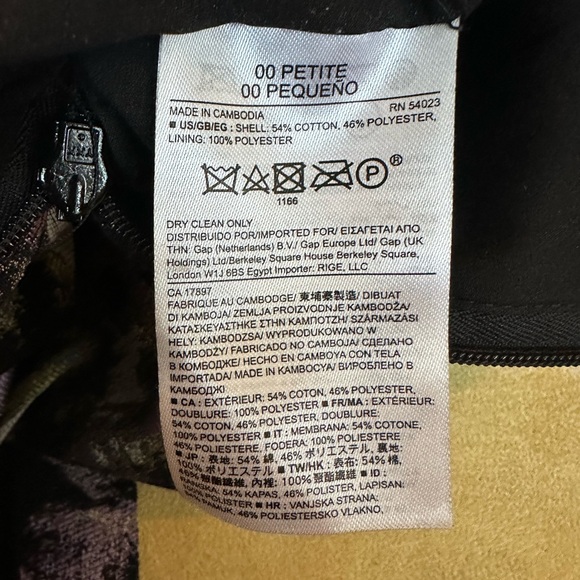 00 PETITE
00 PEQUEÑO
MADE IN CAMBODIA RN 54023
■ US/GB/EG : SHELL: 54% COTTON, 46% POLYESTER,
LINING: 100% POLYESTER
P®
1166
DRY CLEAN ONLY
DISTRIBUIDO POR/IMPORTED FOR/ ΕΙΣΑΓΕΤΑΙ ΑΠΟ
ΤΗΝ: Gap (Netherlands) B.V./ Gap Europe Ltd/ Gap (UK
Holdings) Ltd/Berkeley Square House Berkeley Square,
London W1J 6BS Egypt Importer: RIGE, LLC
CA 17897
FABRIQUE AU CAMBODGE/ 柬埔寨製造/ DIBUAT
DI KAMBOJA/ ZEMLJA PROIZVODNJE KAMBODŽA/
ΚΑΤΑΣΚΕΥΑΣΤΗΚΕ ΣΤΗΝ ΚΑΜΠΟΤΖΗ/ SZÁRMAZÁSI
HELY: KAMBODZSA/ WYPRODUKOWANO W
KAMBODŻY/ FABRICADO NO CAMBOJA/ СДЕЛАНО
В КАМБОДЖЕ/ HECHO EN CAMBOYA CON TELA
IMPORTADA/ MADE IN KAMBOÇYA/ ВИРОБЛЕНО В
КАМБОДЖІ
■ CA : EXTÉRIEUR: 54% COTON, 46% POLYESTER,
DOUBLURE: 100% POLYESTER ■ FR/MA : EXTÉRIEUR:
54% COTON, 46% POLYESTER, DOUBLURE:
100% POLYESTER ■ IT : MEMBRANA: 54% COTONE,
46% POLIESTERE, FODERA: 100% POLIESTERE
■ JP : 表地: 54% 綿, 46% ポリエステル, 裏地:
100% ポリエステル ■ TW/HK : 表布: 54% 棉,
46% 聚酯纖維, 內裡: 100% 聚酯纖維 ■ ID :
RANGKA: 54% KAPAS, 46% POLISTER, LAPISAN:
POLISTER ■ HR : VANJSKA STRANA:
PAMUK, 46% POLIESTERSKO VLAKNO,